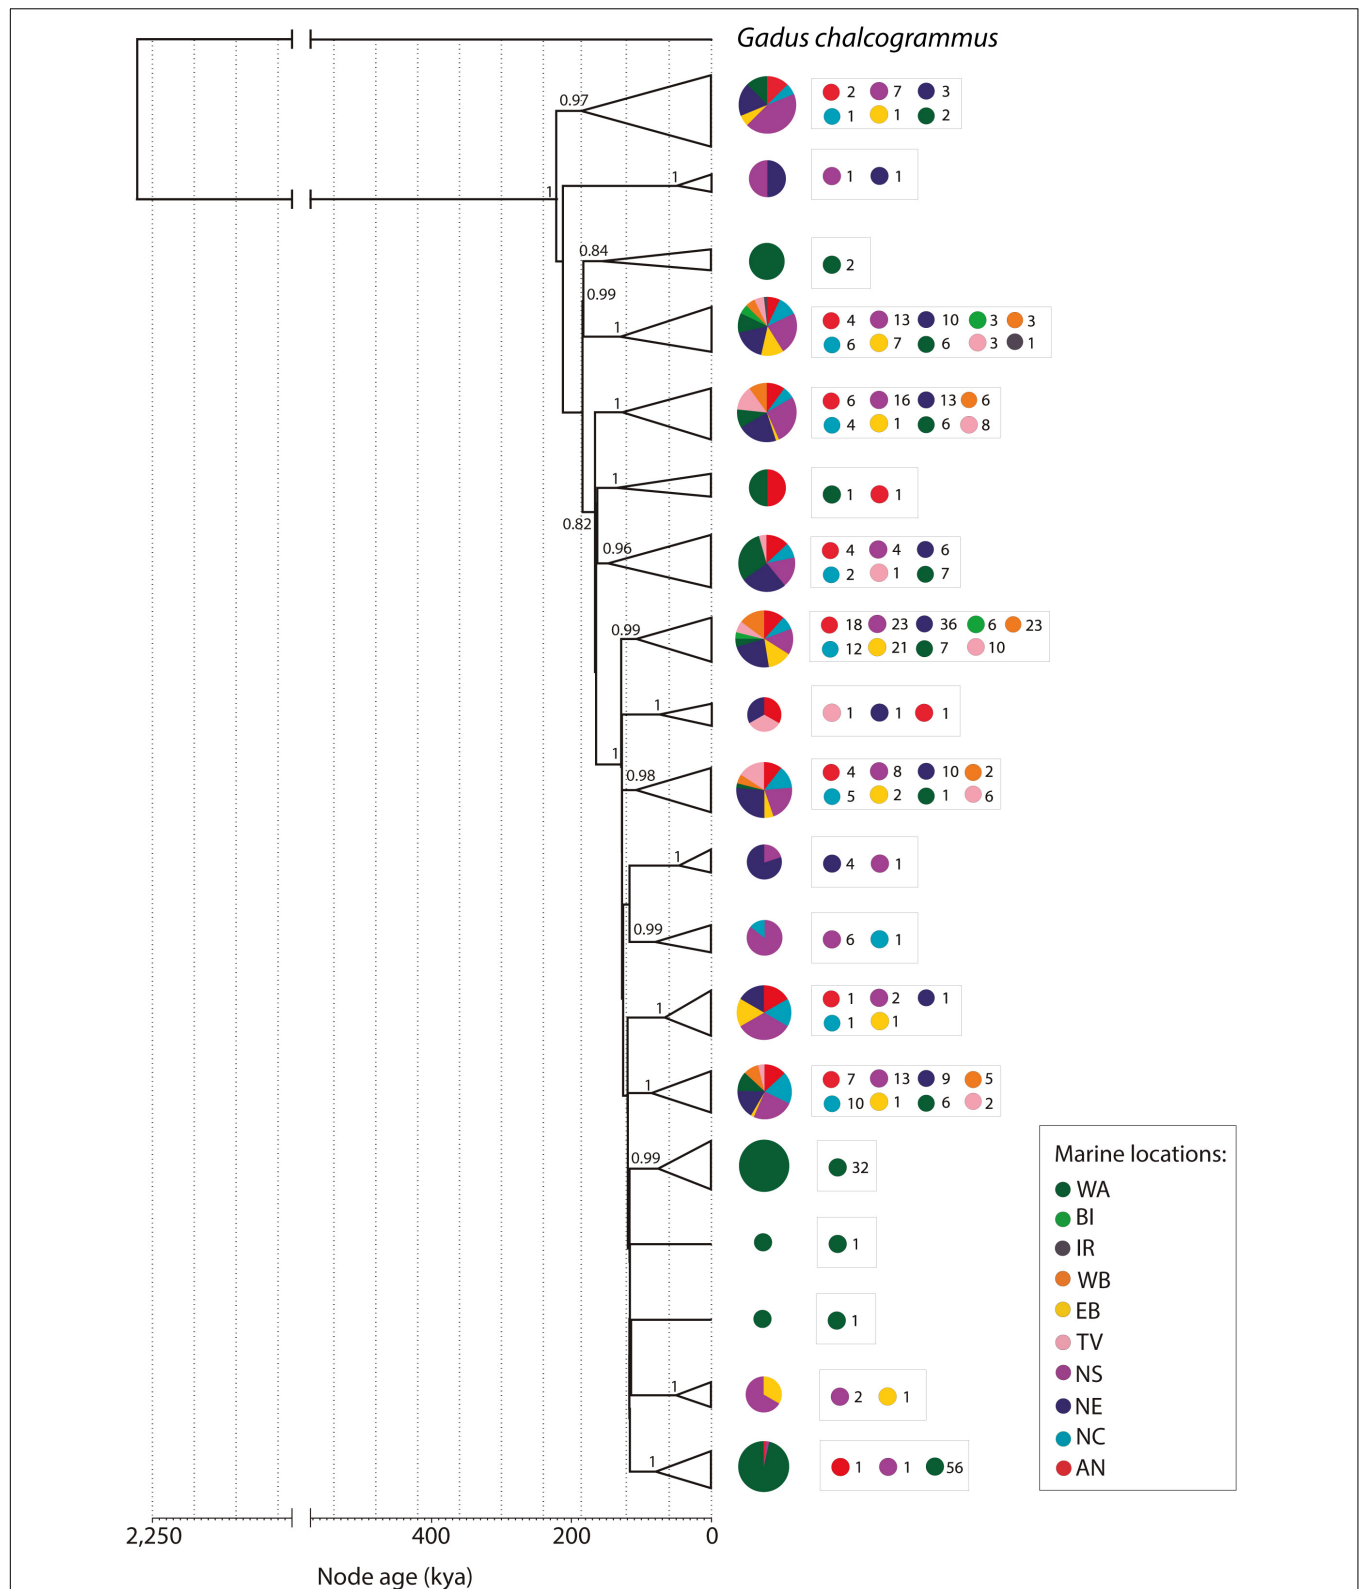 Gadus chalcogrammus
0.97
2 7 3
1 1 2
1
1
1 1
0.84
2
0.99
1
4 13 10 3 3
6 7 6 3 1
1
6 16 13 6
4 1 6 8
1
1 1
0.82
0.96
4 4 6
2 1 7
0.99
18 23 36 6 23
12 21 7 10
1
1 1 1
1
0.98
4 8 10 2
5 2 1 6
1
4 1
0.99
6 1
1
1 2 1
1 1
1
7 13 9 5
10 1 6 2
0.99
32
1
1
1
2 1
1
1 1 56
Marine locations:
WA
BI
IR
WB
EB
TV
NS
NE
NC
AN
2,250 400 200 0
Node age (kya)